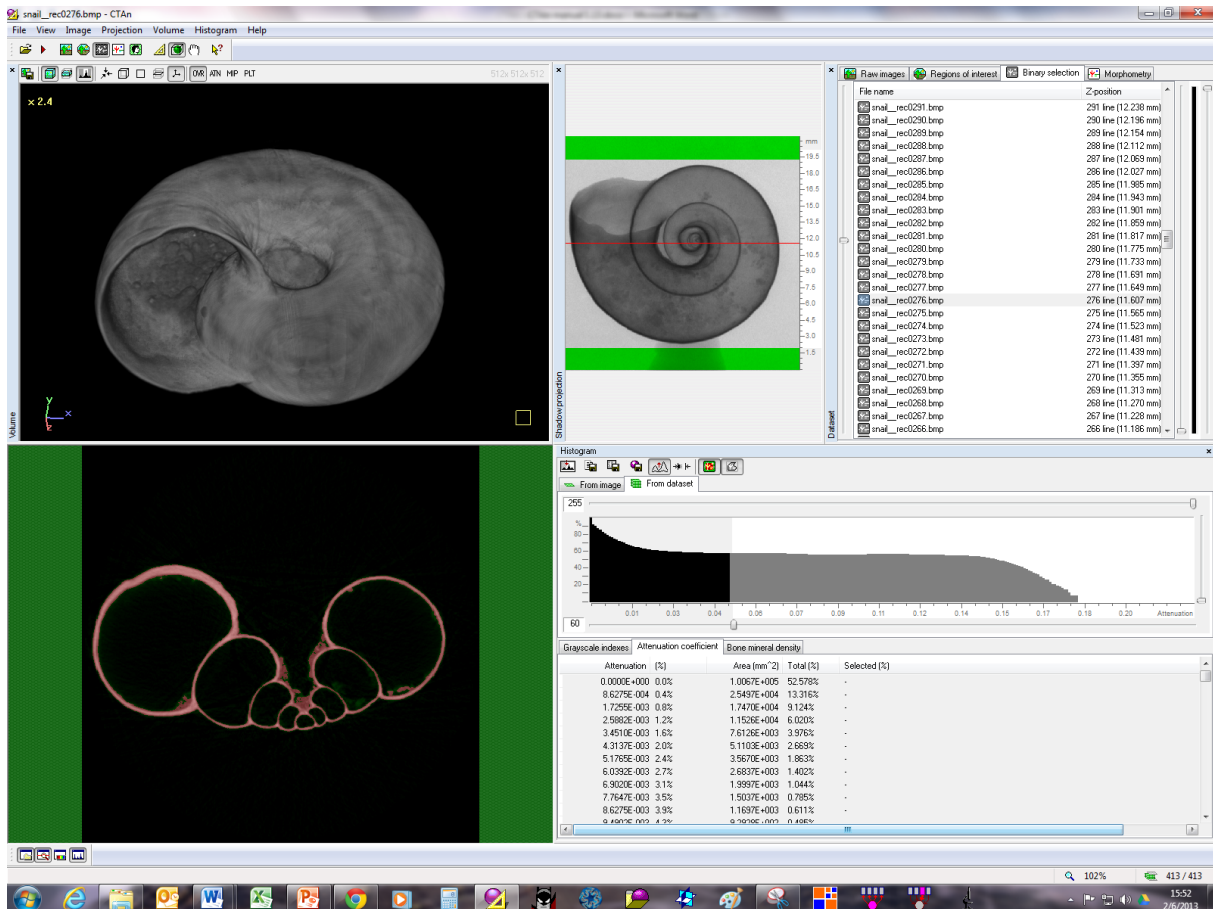 snail__rec0276.bmp - CTAn
File View Image Projection Volume Histogram Help
OVR ATN MIP PLT
512x 512x 512
x 2.4
y
x
z
Volume
Shadow projection
mm
19.5
18.0
16.5
15.0
13.5
12.0
10.5
9.0
7.5
6.0
4.5
3.0
1.5
Dataset
Raw images Regions of interest Binary selection Morphometry
File name Z-position
snail__rec0291.bmp 291 line (12.238 mm)
snail__rec0290.bmp 290 line (12.196 mm)
snail__rec0289.bmp 289 line (12.154 mm)
snail__rec0288.bmp 288 line (12.112 mm)
snail__rec0287.bmp 287 line (12.069 mm)
snail__rec0286.bmp 286 line (12.027 mm)
snail__rec0285.bmp 285 line (11.985 mm)
snail__rec0284.bmp 284 line (11.943 mm)
snail__rec0283.bmp 283 line (11.901 mm)
snail__rec0282.bmp 282 line (11.859 mm)
snail__rec0281.bmp 281 line (11.817 mm)
snail__rec0280.bmp 280 line (11.775 mm)
snail__rec0279.bmp 279 line (11.733 mm)
snail__rec0278.bmp 278 line (11.691 mm)
snail__rec0277.bmp 277 line (11.649 mm)
snail__rec0276.bmp 276 line (11.607 mm)
snail__rec0275.bmp 275 line (11.565 mm)
snail__rec0274.bmp 274 line (11.523 mm)
snail__rec0273.bmp 273 line (11.481 mm)
snail__rec0272.bmp 272 line (11.439 mm)
snail__rec0271.bmp 271 line (11.397 mm)
snail__rec0270.bmp 270 line (11.355 mm)
snail__rec0269.bmp 269 line (11.313 mm)
snail__rec0268.bmp 268 line (11.270 mm)
snail__rec0267.bmp 267 line (11.228 mm)
snail__rec0266.bmp 266 line (11.186 mm)
Histogram
From image From dataset
255
%
80
60
40
20
0.01 0.03 0.04 0.06 0.07 0.09 0.10 0.12 0.14 0.15 0.17 0.18 0.20 Attenuation
60
Grayscale indexes Attenuation coefficient Bone mineral density
Attenuation (%) Area (mm^2) Total (%) Selected (%)
0.0000E+000 0.0% 1.0067E+005 52.578% -
8.6275E-004 0.4% 2.5497E+004 13.316% -
1.7255E-003 0.8% 1.7470E+004 9.124% -
2.5882E-003 1.2% 1.1526E+004 6.020% -
3.4510E-003 1.6% 7.6126E+003 3.976% -
4.3137E-003 2.0% 5.1103E+003 2.669% -
5.1765E-003 2.4% 3.5670E+003 1.863% -
6.0392E-003 2.7% 2.6837E+003 1.402% -
6.9020E-003 3.1% 1.9997E+003 1.044% -
7.7647E-003 3.5% 1.5037E+003 0.785% -
8.6275E-003 3.9% 1.1697E+003 0.611% -
102% 413 / 413
15:52
2/6/2013